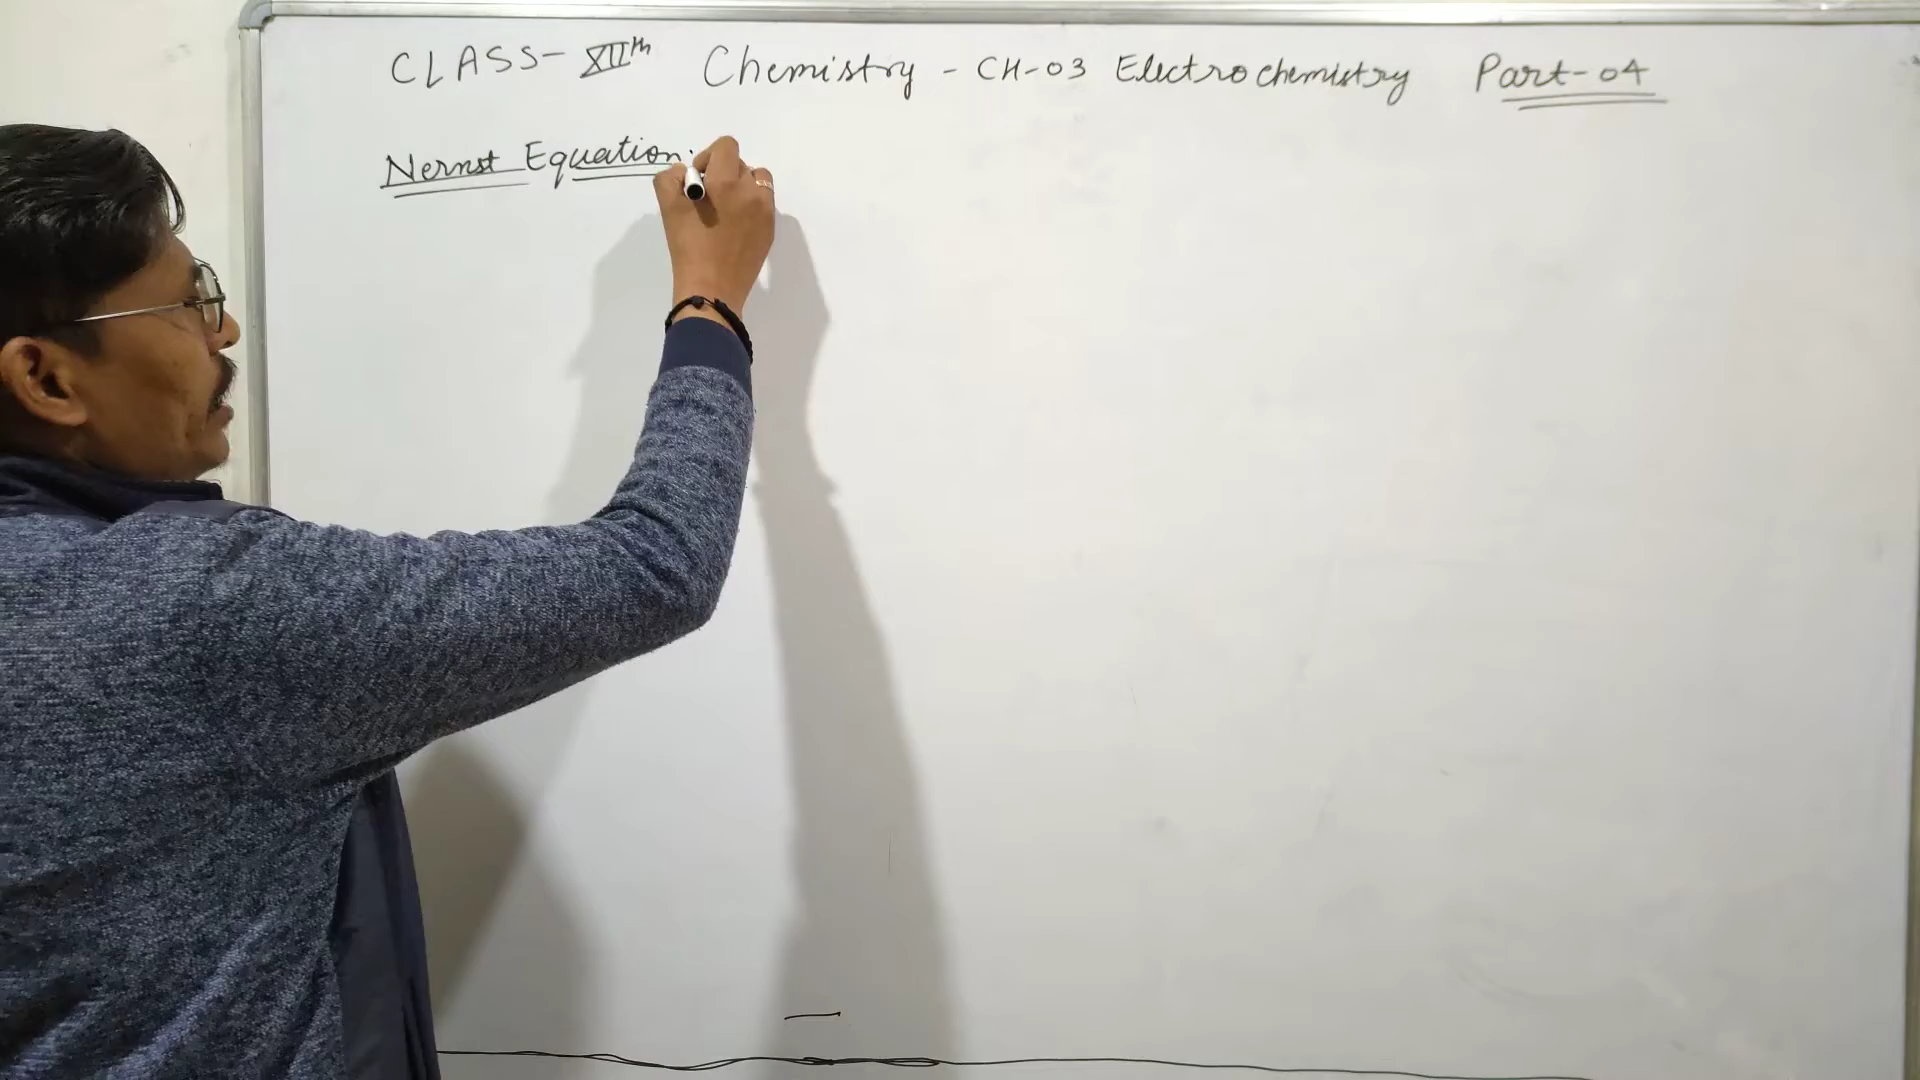 CLASS-XIIth Chemistry - CH-03 Electrochemistry Part-04
Nernst Equation: